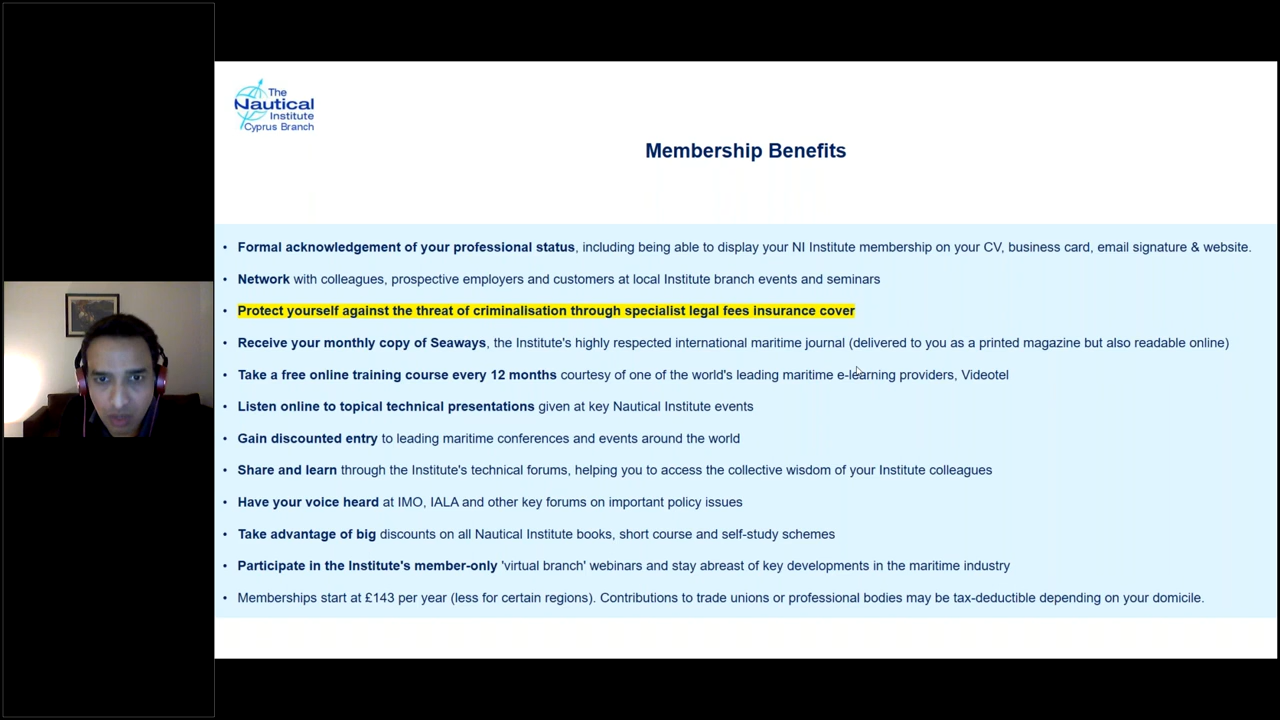 The
Nautical
Institute
Cyprus Branch
Membership Benefits
• Formal acknowledgement of your professional status, including being able to display your NI Institute membership on your CV, business card, email signature & website.
• Network with colleagues, prospective employers and customers at local Institute branch events and seminars
• Protect yourself against the threat of criminalisation through specialist legal fees insurance cover
• Receive your monthly copy of Seaways, the Institute's highly respected international maritime journal (delivered to you as a printed magazine but also readable online)
• Take a free online training course every 12 months courtesy of one of the world's leading maritime e-learning providers, Videotel
• Listen online to topical technical presentations given at key Nautical Institute events
• Gain discounted entry to leading maritime conferences and events around the world
• Share and learn through the Institute's technical forums, helping you to access the collective wisdom of your Institute colleagues
• Have your voice heard at IMO, IALA and other key forums on important policy issues
• Take advantage of big discounts on all Nautical Institute books, short course and self-study schemes
• Participate in the Institute's member-only 'virtual branch' webinars and stay abreast of key developments in the maritime industry
• Memberships start at £143 per year (less for certain regions). Contributions to trade unions or professional bodies may be tax-deductible depending on your domicile.